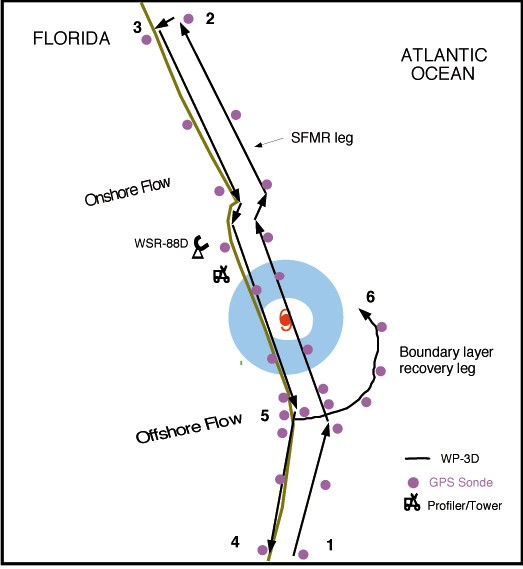 3
2
FLORIDA
ATLANTIC
OCEAN
SFMR leg
Onshore Flow
WSR-88D
6
Boundary layer
recovery leg
5
Offshore Flow
WP-3D
GPS Sonde
Profiler/Tower
4
1